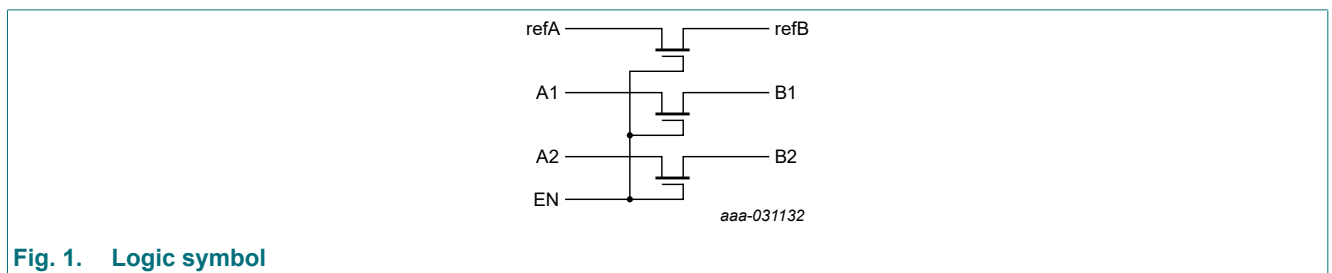 refA refB
A1 B1
A2 B2
EN
aaa-031132
Fig. 1. Logic symbol